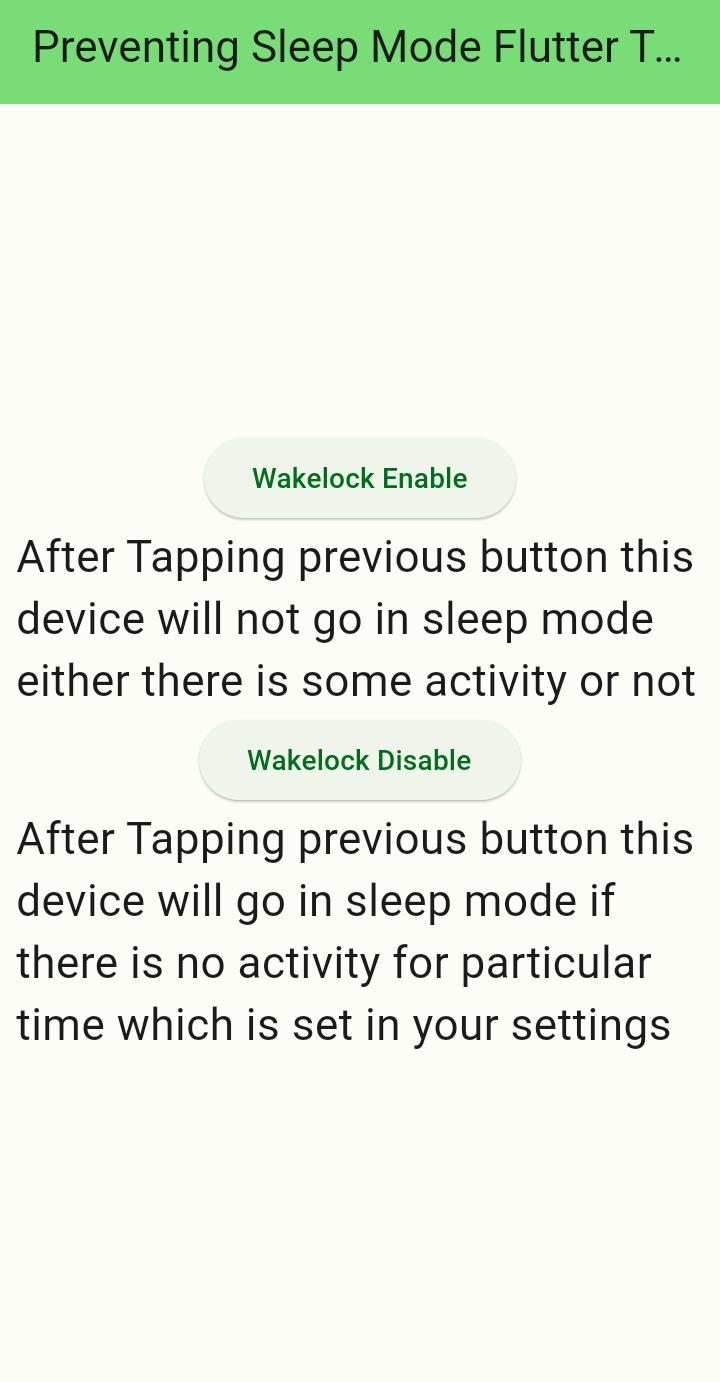 Preventing Sleep Mode Flutter T...
Wakelock Enable
After Tapping previous button this
device will not go in sleep mode
either there is some activity or not
Wakelock Disable
After Tapping previous button this
device will go in sleep mode if
there is no activity for particular
time which is set in your settings